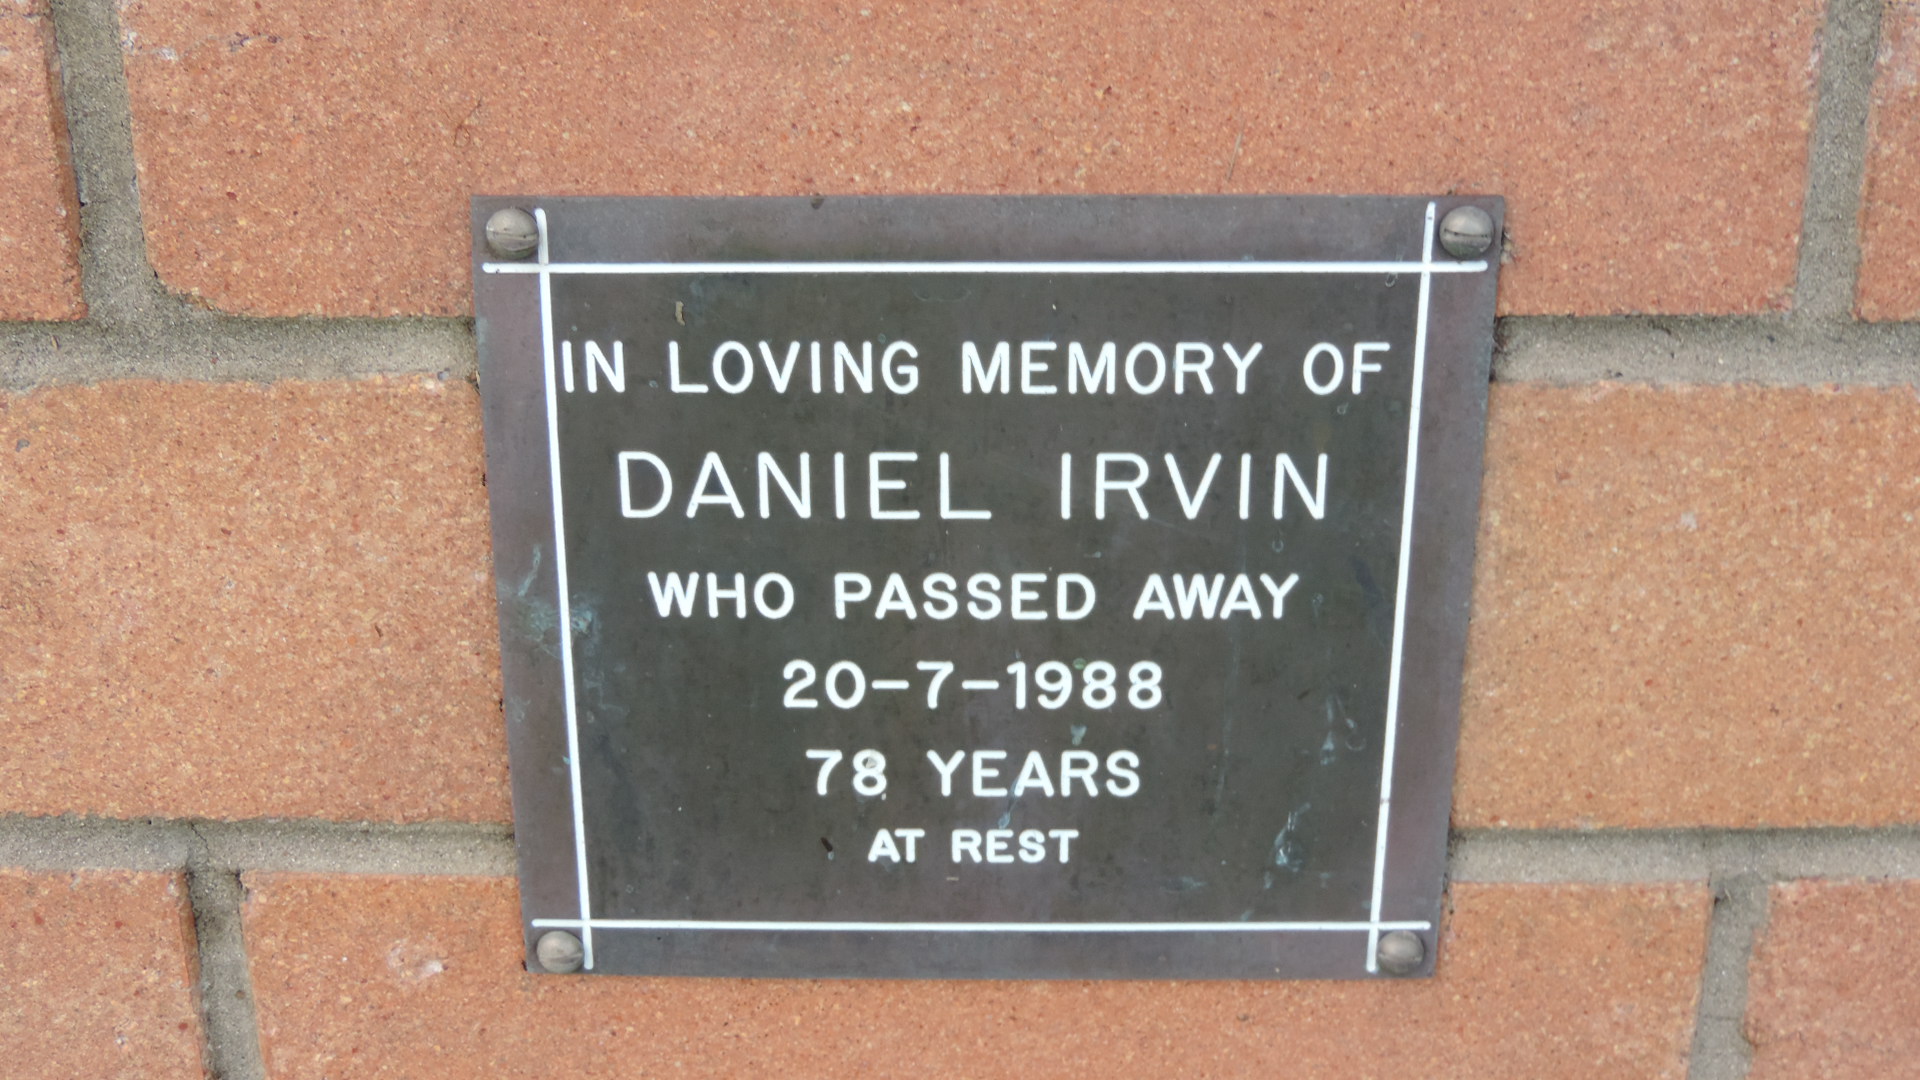 IN LOVING MEMORY OF
DANIEL IRVIN
WHO PASSED AWAY
20-7-1988
78 YEARS
AT REST